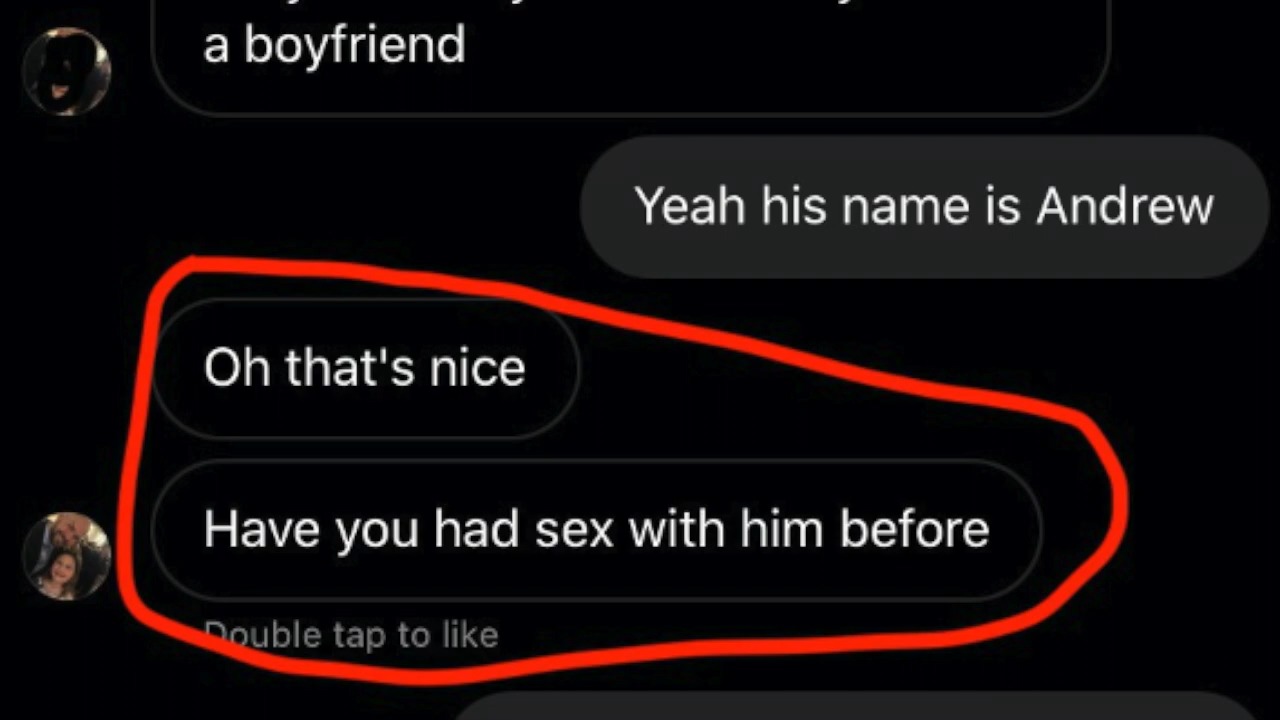 a boyfriend
Yeah his name is Andrew
Oh that's nice
Have you had sex with him before
Double tap to like